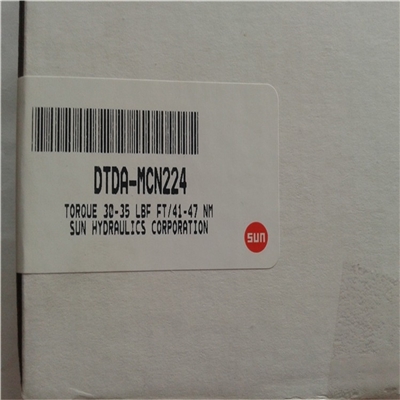 DTDA-MCN224
TORQUE 30-35 LBF FT/41-47 NM
SUN HYDRAULICS CORPORATION
sun